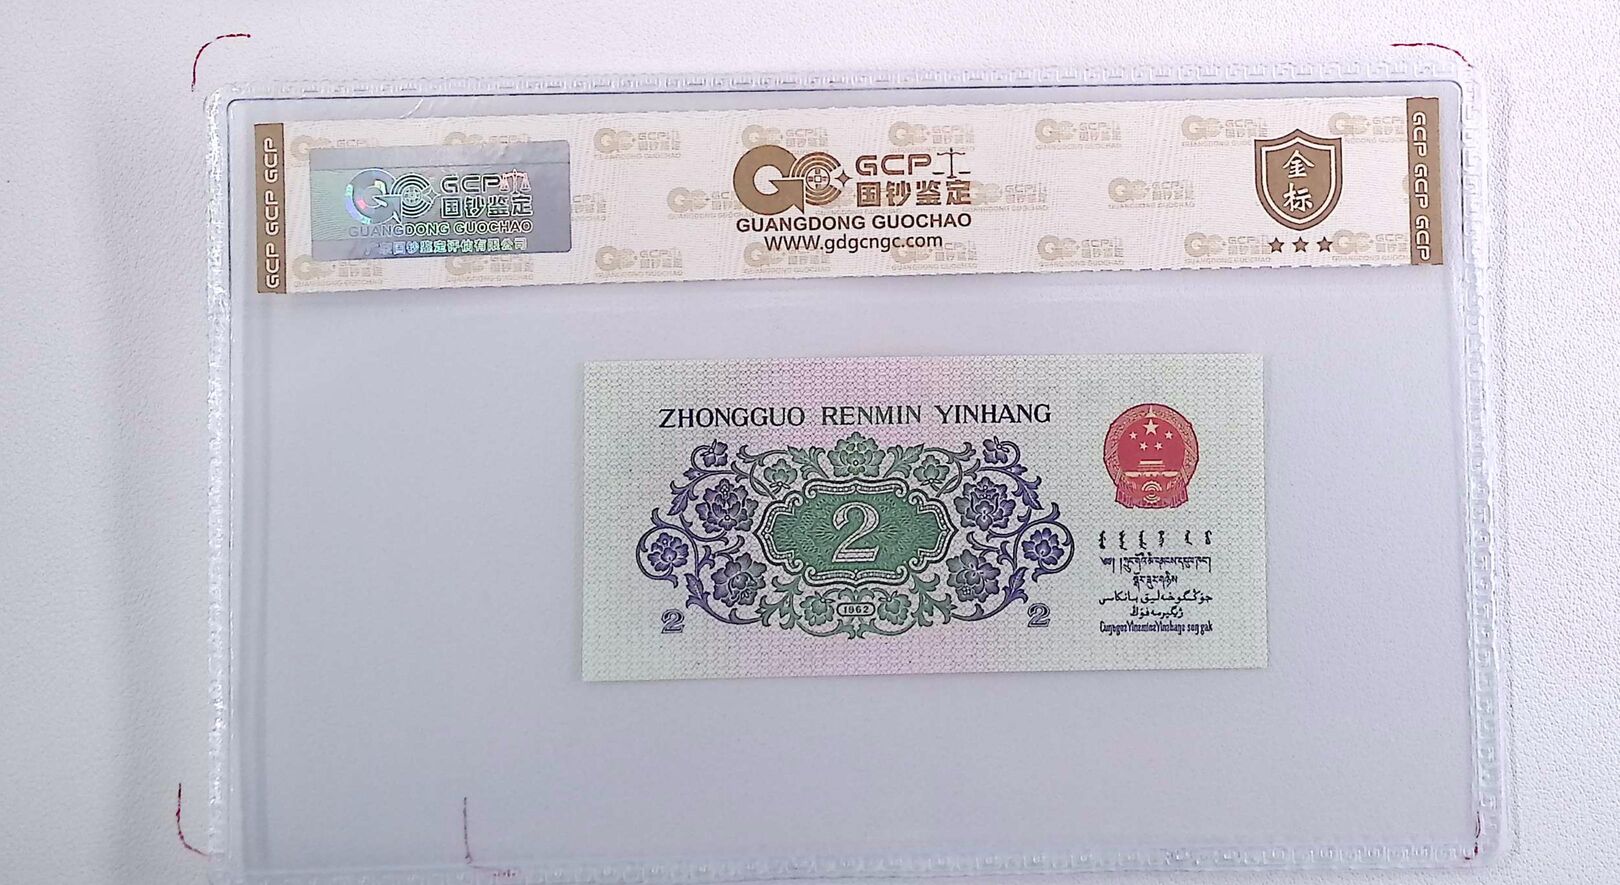 GCP GCP GCP
GCP
国钞鉴定
GUANGDONG GUOCHAO
广东国钞鉴定评估有限公司
GCP
国钞鉴定
GUANGDONG GUOCHAO
WWW.gdgcngc.com
金
标
GCP GCP GCP
ZHONGGUO RENMIN YINHANG
2
1962
2
2